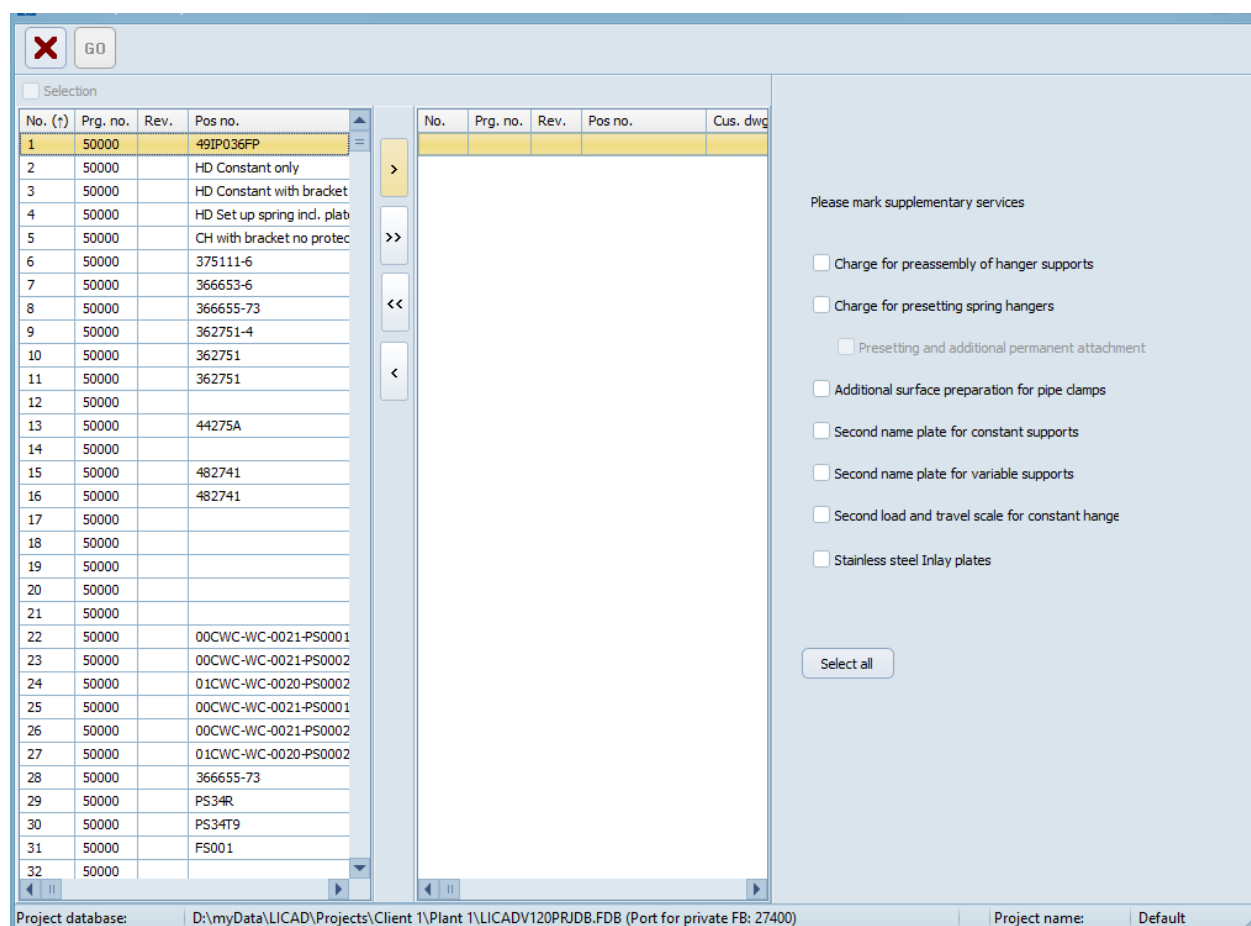 GO
Selection
No. (↑) Prg. no. Rev. Pos no.
1 50000 49IP036FP
2 50000 HD Constant only
3 50000 HD Constant with bracket
4 50000 HD Set up spring incl. plate
5 50000 CH with bracket no protec
6 50000 375111-6
7 50000 366653-6
8 50000 366655-73
9 50000 362751-4
10 50000 362751
11 50000 362751
12 50000
13 50000 44275A
14 50000
15 50000 482741
16 50000 482741
17 50000
18 50000
19 50000
20 50000
21 50000
22 50000 00CWC-WC-0021-PS0001
23 50000 00CWC-WC-0021-PS0002
24 50000 01CWC-WC-0020-PS0002
25 50000 00CWC-WC-0021-PS0001
26 50000 00CWC-WC-0021-PS0002
27 50000 01CWC-WC-0020-PS0002
28 50000 366655-73
29 50000 PS34R
30 50000 PS34T9
31 50000 FS001
32 50000
>
>>
<<
<
No. Prg. no. Rev. Pos no. Cus. dwg
Please mark supplementary services
Charge for preassembly of hanger supports
Charge for presetting spring hangers
Presetting and additional permanent attachment
Additional surface preparation for pipe clamps
Second name plate for constant supports
Second name plate for variable supports
Second load and travel scale for constant hange
Stainless steel Inlay plates
Select all
Project database: D:\myData\LICAD\Projects\Client 1\Plant 1\LICADV120PRJDB.FDB (Port for private FB: 27400) Project name: Default